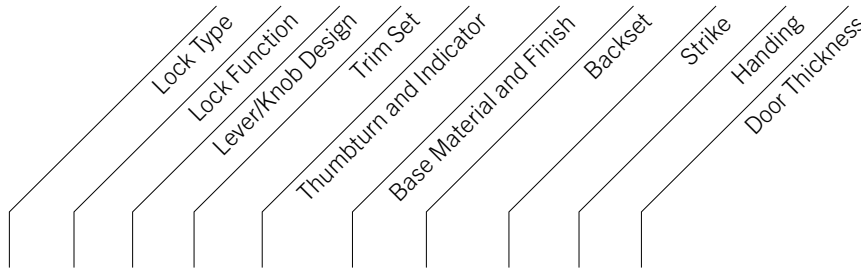 Lock Type
Lock Function
Lever/Knob Design
Trim Set
Thumbturn and Indicator
Base Material and Finish
Backset
Strike
Handing
Door Thickness